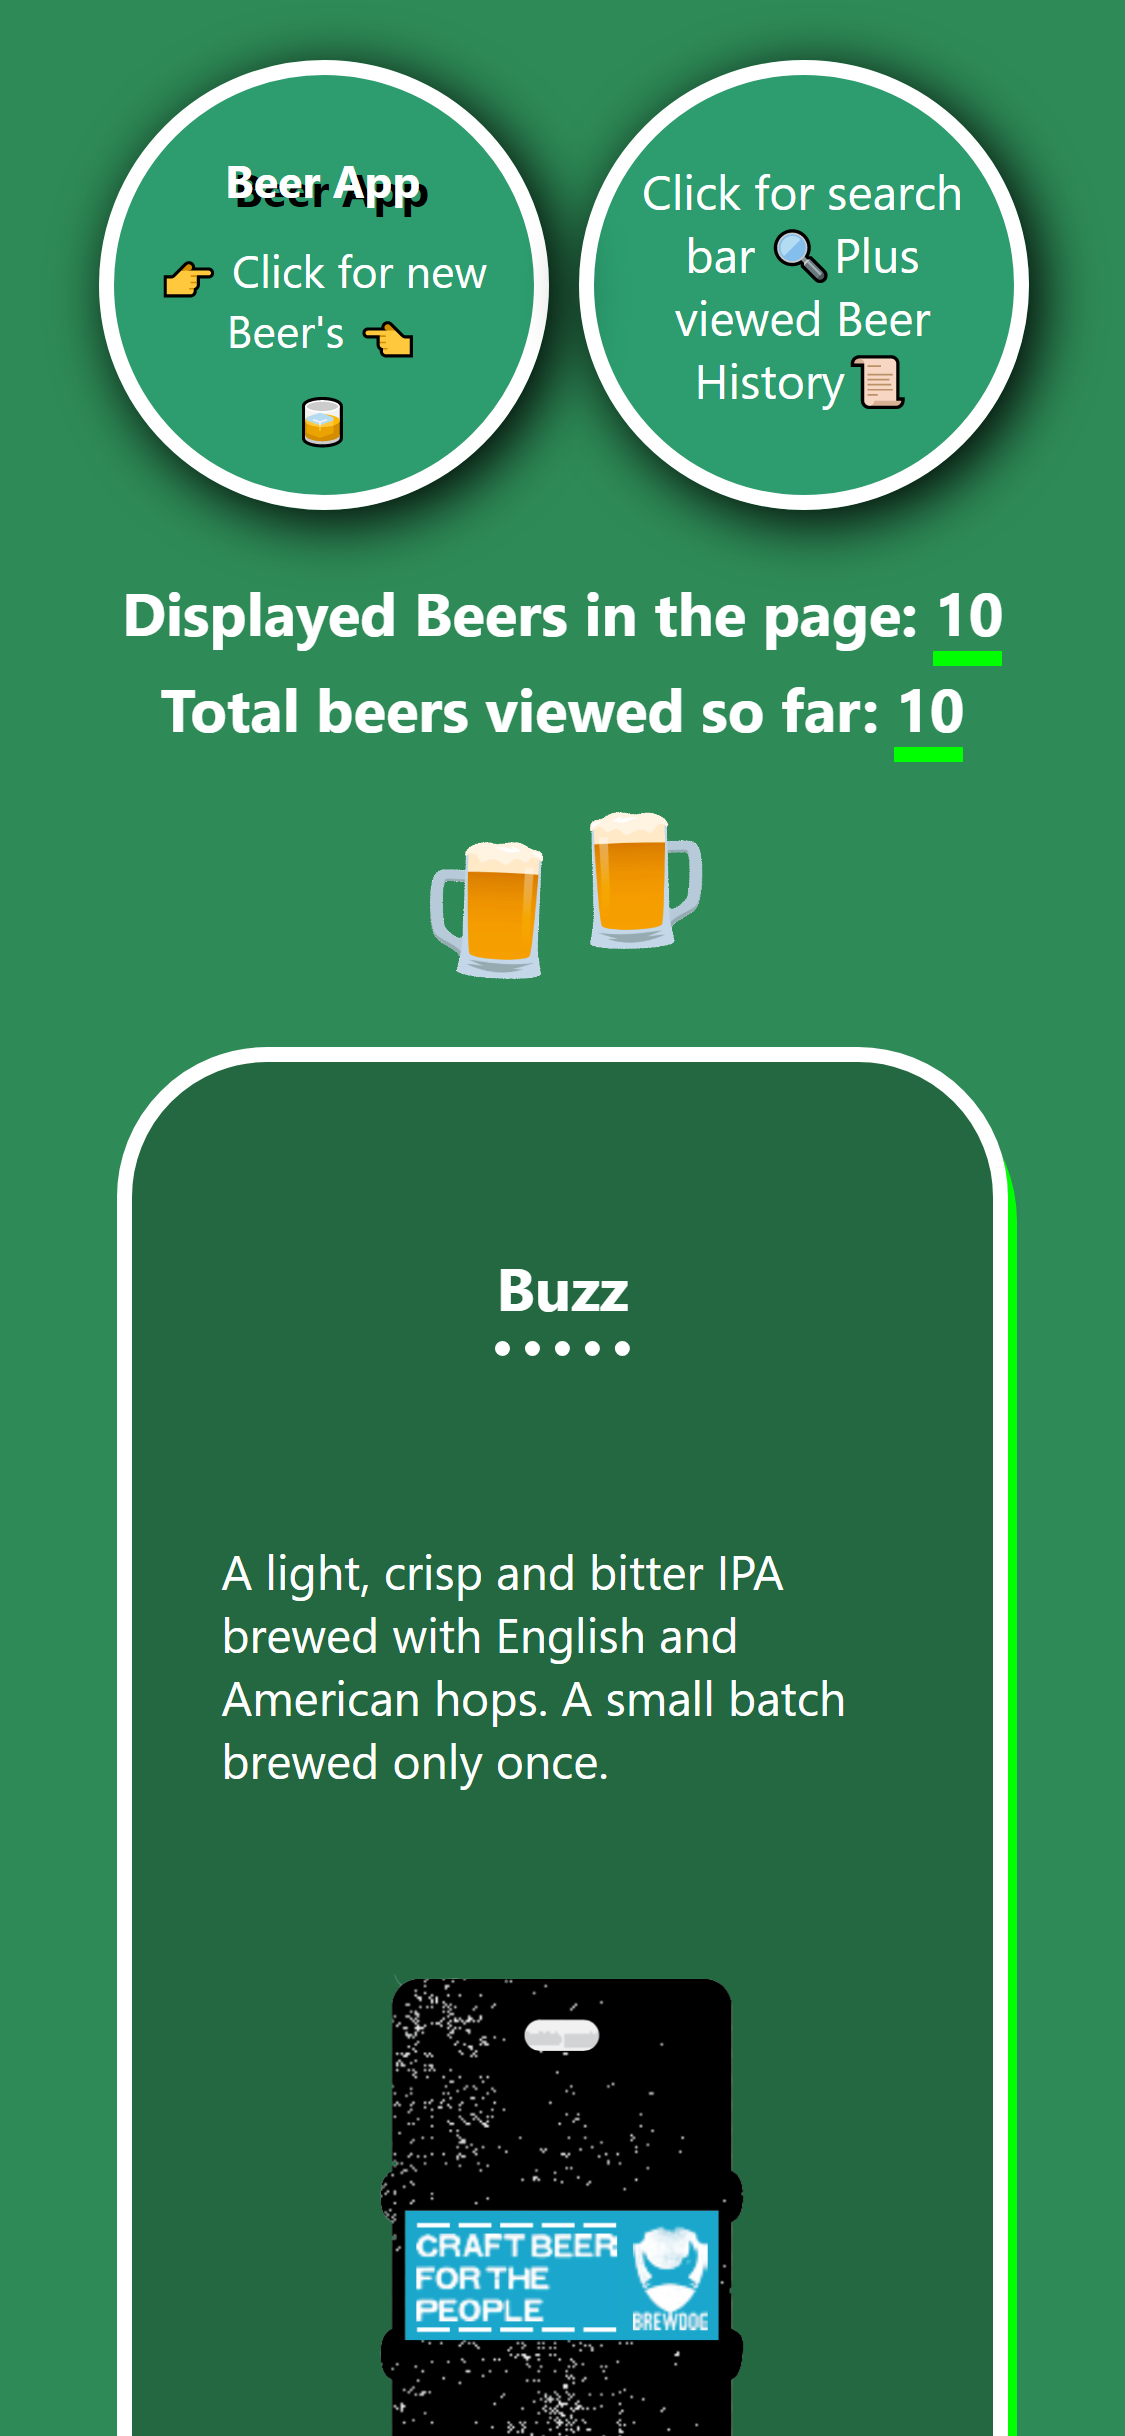 Beer App
👉 Click for new
Beer's 👈
🥃
Click for search
bar 🔍Plus
viewed Beer
History📜
Displayed Beers in the page: 10
Total beers viewed so far: 10
Buzz
A light, crisp and bitter IPA
brewed with English and
American hops. A small batch
brewed only once.
CRAFT BEER
FOR THE
PEOPLE
BREWDOG